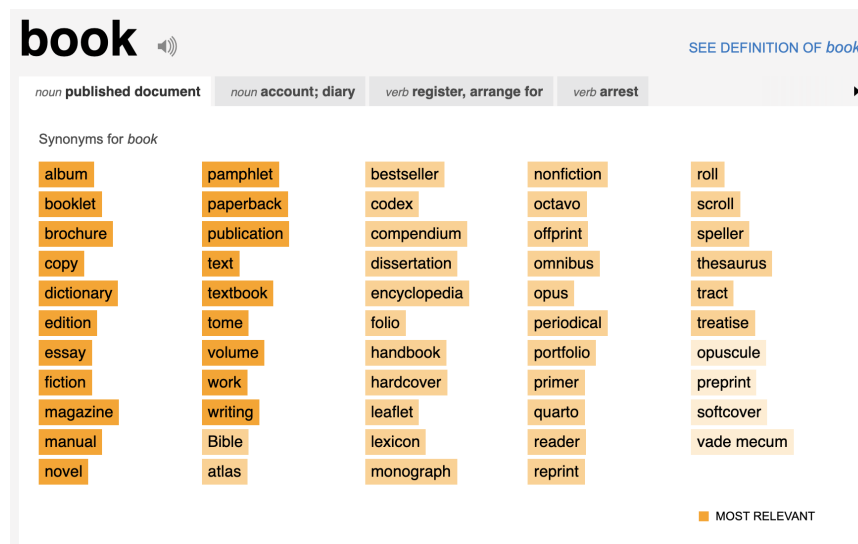 book
SEE DEFINITION OF book
noun published document
noun account; diary
verb register, arrange for
verb arrest
Synonyms for book
album
booklet
brochure
copy
dictionary
edition
essay
fiction
magazine
manual
novel
pamphlet
paperback
publication
text
textbook
tome
volume
work
writing
Bible
atlas
bestseller
codex
compendium
dissertation
encyclopedia
folio
handbook
hardcover
leaflet
lexicon
monograph
nonfiction
octavo
offprint
omnibus
opus
periodical
portfolio
primer
quarto
reader
reprint
roll
scroll
speller
thesaurus
tract
treatise
opuscule
preprint
softcover
vade mecum
MOST RELEVANT